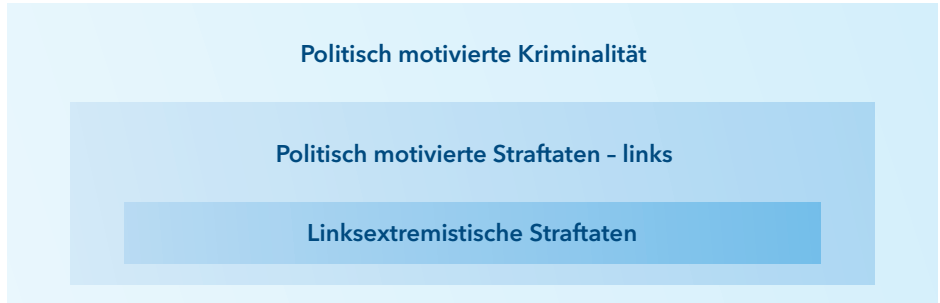 Politisch motivierte Kriminalität
Politisch motivierte Straftaten – links
Linksextremistische Straftaten